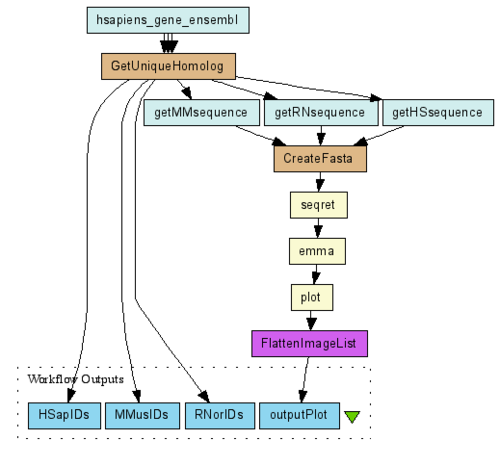 hsapiens_gene_ensembl
GetUniqueHomolog
getMMsequence
getRNsequence
getHSsequence
CreateFasta
seqret
emma
plot
FlattenImageList
Workflow Outputs
HSapIDs
MMusIDs
RNorIDs
outputPlot